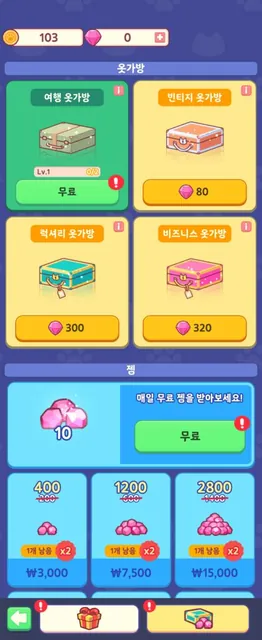 103
0
옷가방
여행 옷가방
빈티지 옷가방
Lv.1
무료
80
럭셔리 옷가방
비즈니스 옷가방
300
320
젬
10
매일 무료 젬을 받아보세요!
무료
400
1200
2800
200
600
1400
1개 남음 x2
1개 남음 x2
1개 남음 x2
₩3,000
₩7,500
₩15,000